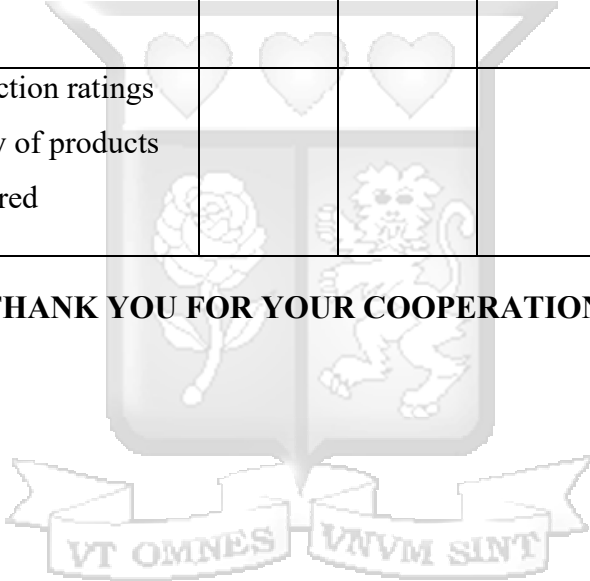 ction ratings
y of products
red
THANK YOU FOR YOUR COOPERATION
VT OMNES VNVM SINT